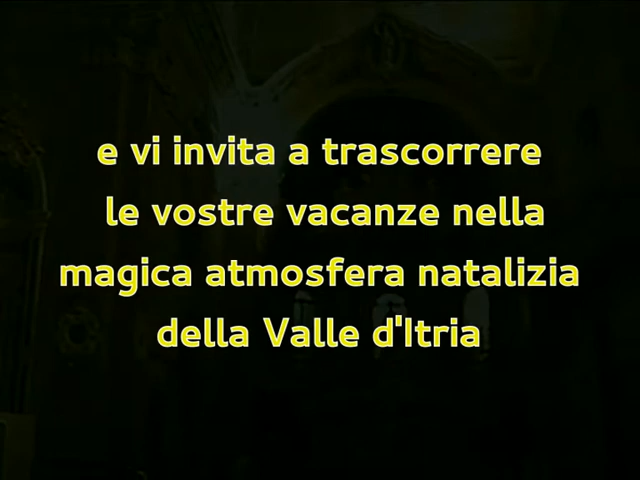 e vi invita a trascorrere
le vostre vacanze nella
magica atmosfera natalizia
della Valle d'Itria